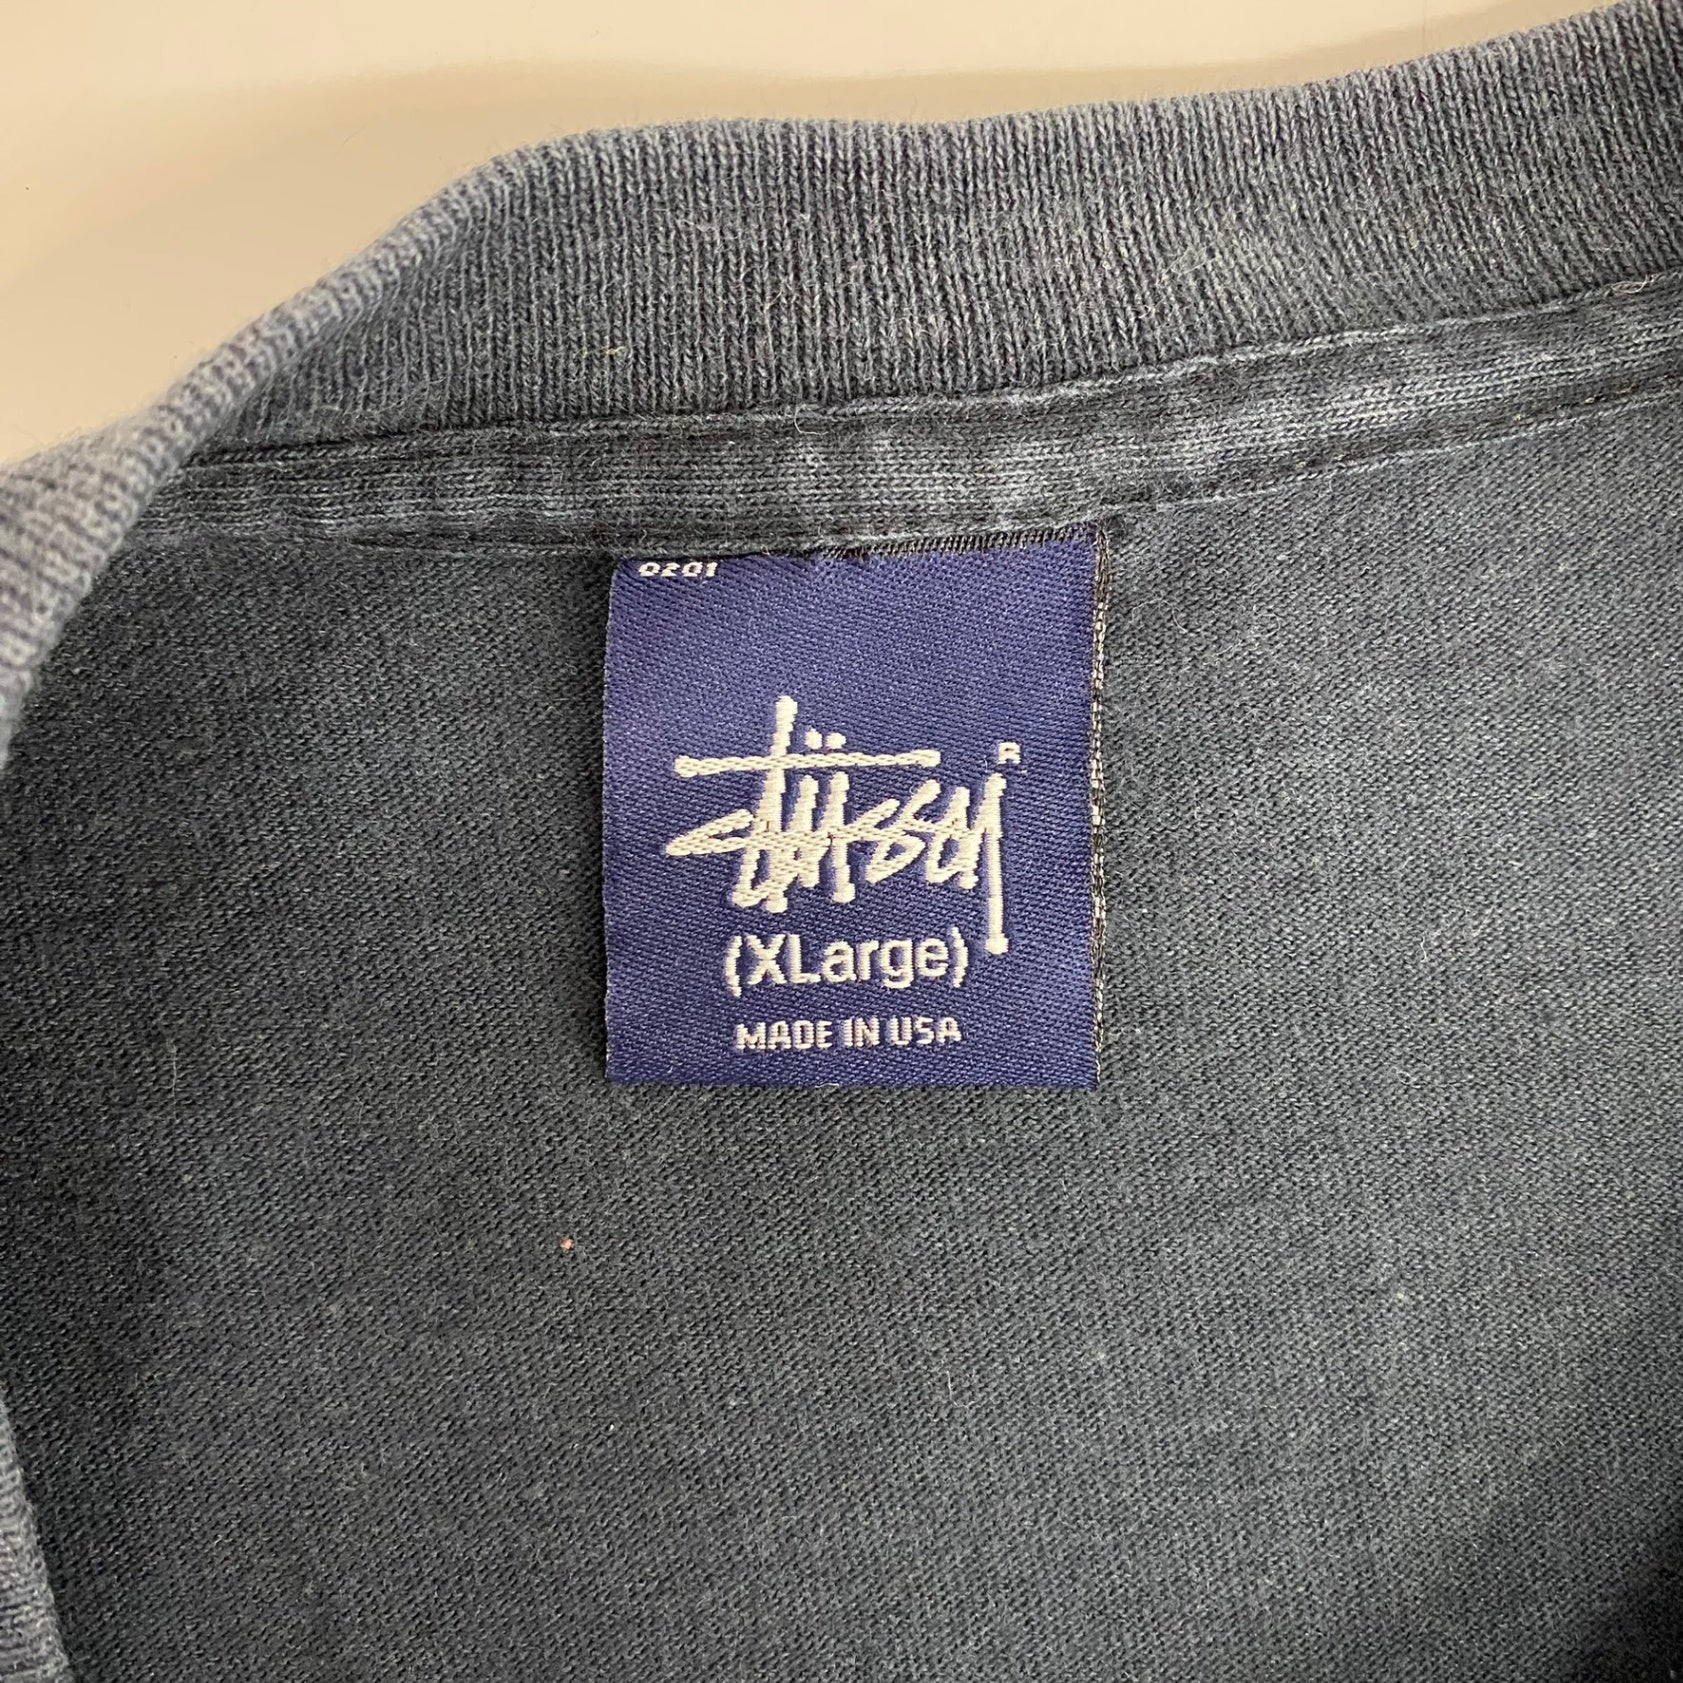 0201
Stüssy ®
(XLarge)
MADE IN USA